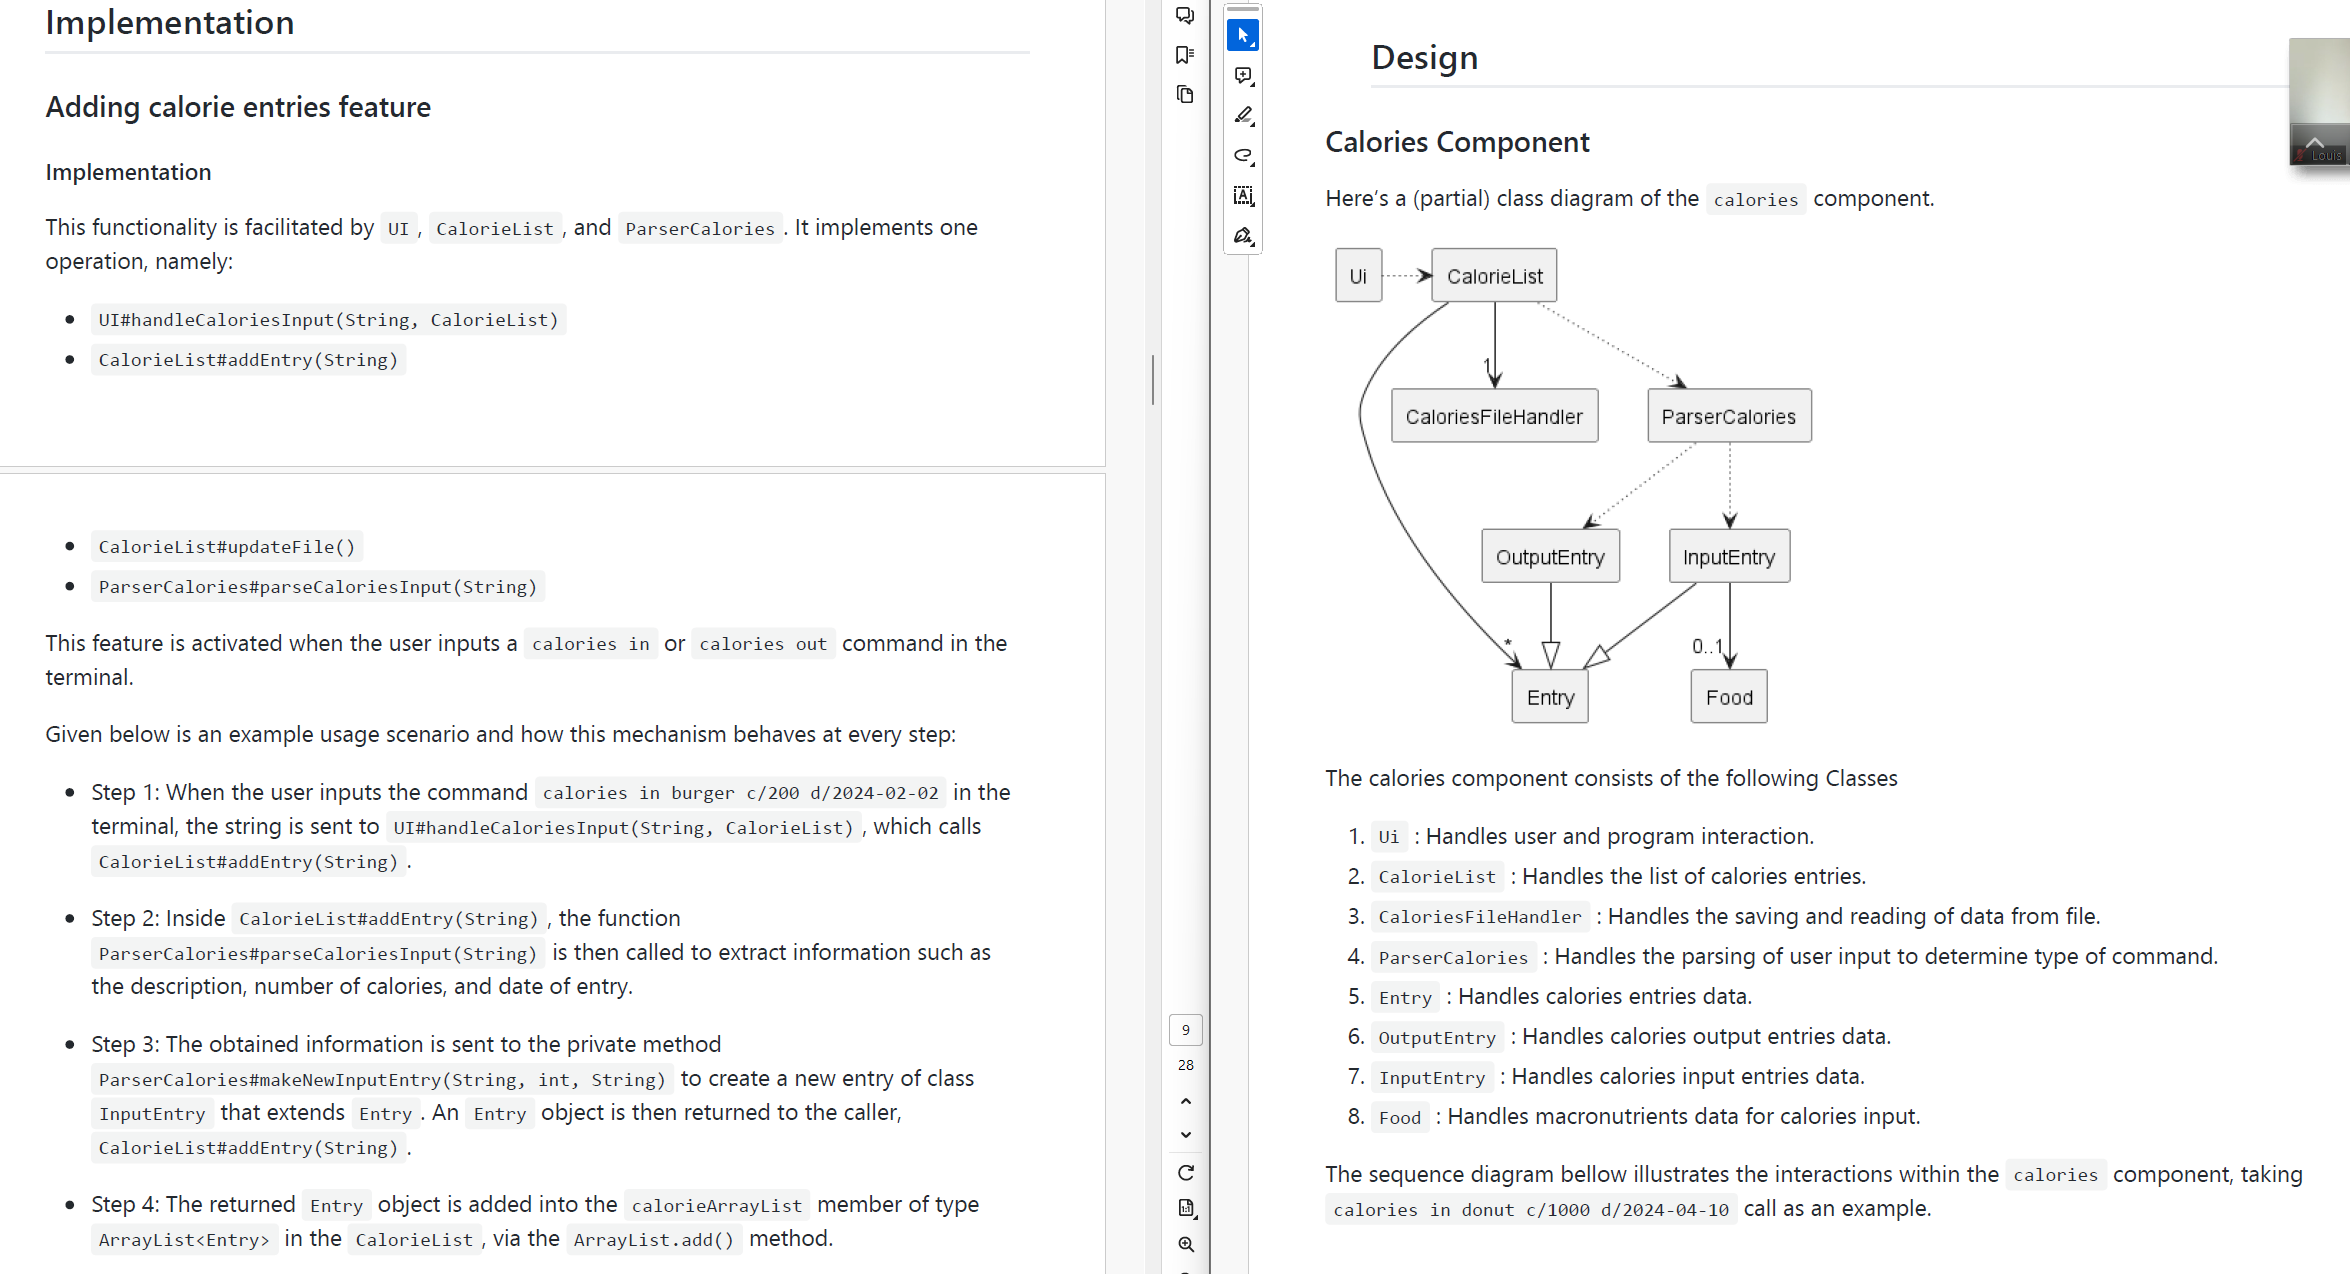 Implementation
Adding calorie entries feature
Implementation
This functionality is facilitated by UI , CalorieList , and ParserCalories . It implements one
operation, namely:
UI#handleCaloriesInput(String, CalorieList)
CalorieList#addEntry(String)
CalorieList#updateFile()
ParserCalories#parseCaloriesInput(String)
This feature is activated when the user inputs a calories in or calories out command in the
terminal.
Given below is an example usage scenario and how this mechanism behaves at every step:
Step 1: When the user inputs the command calories in burger c/200 d/2024-02-02 in the
terminal, the string is sent to UI#handleCaloriesInput(String, CalorieList) , which calls
CalorieList#addEntry(String) .
Step 2: Inside CalorieList#addEntry(String) , the function
ParserCalories#parseCaloriesInput(String) is then called to extract information such as
the description, number of calories, and date of entry.
Step 3: The obtained information is sent to the private method
ParserCalories#makeNewInputEntry(String, int, String) to create a new entry of class
InputEntry that extends Entry . An Entry object is then returned to the caller,
CalorieList#addEntry(String) .
Step 4: The returned Entry object is added into the calorieArrayList member of type
ArrayList<Entry> in the CalorieList , via the ArrayList.add() method.
9
28
Design
Calories Component
Here's a (partial) class diagram of the calories component.
Ui
CalorieList
1
CaloriesFileHandler
ParserCalories
OutputEntry
InputEntry
*
0..1
Entry
Food
The calories component consists of the following Classes
1. Ui : Handles user and program interaction.
2. CalorieList : Handles the list of calories entries.
3. CaloriesFileHandler : Handles the saving and reading of data from file.
4. ParserCalories : Handles the parsing of user input to determine type of command.
5. Entry : Handles calories entries data.
6. OutputEntry : Handles calories output entries data.
7. InputEntry : Handles calories input entries data.
8. Food : Handles macronutrients data for calories input.
The sequence diagram bellow illustrates the interactions within the calories component, taking
calories in donut c/1000 d/2024-04-10 call as an example.
Louis